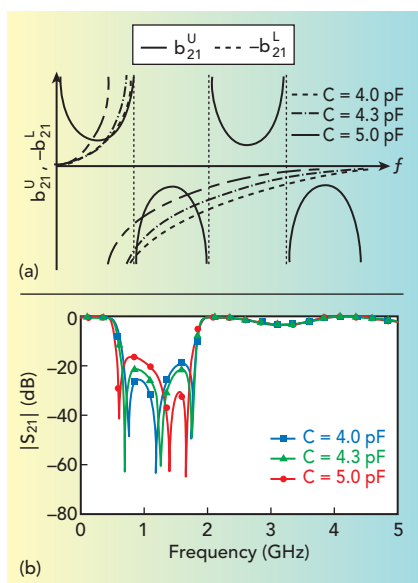 b₂₁ᵁ -b₂₁ᴸ
C = 4.0 pF
C = 4.3 pF
C = 5.0 pF
b₂₁ᵁ, -b₂₁ᴸ
f
(a)
0
-20
-40
-60
-80
|S₂₁| (dB)
C = 4.0 pF
C = 4.3 pF
C = 5.0 pF
0 1 2 3 4 5
Frequency (GHz)
(b)